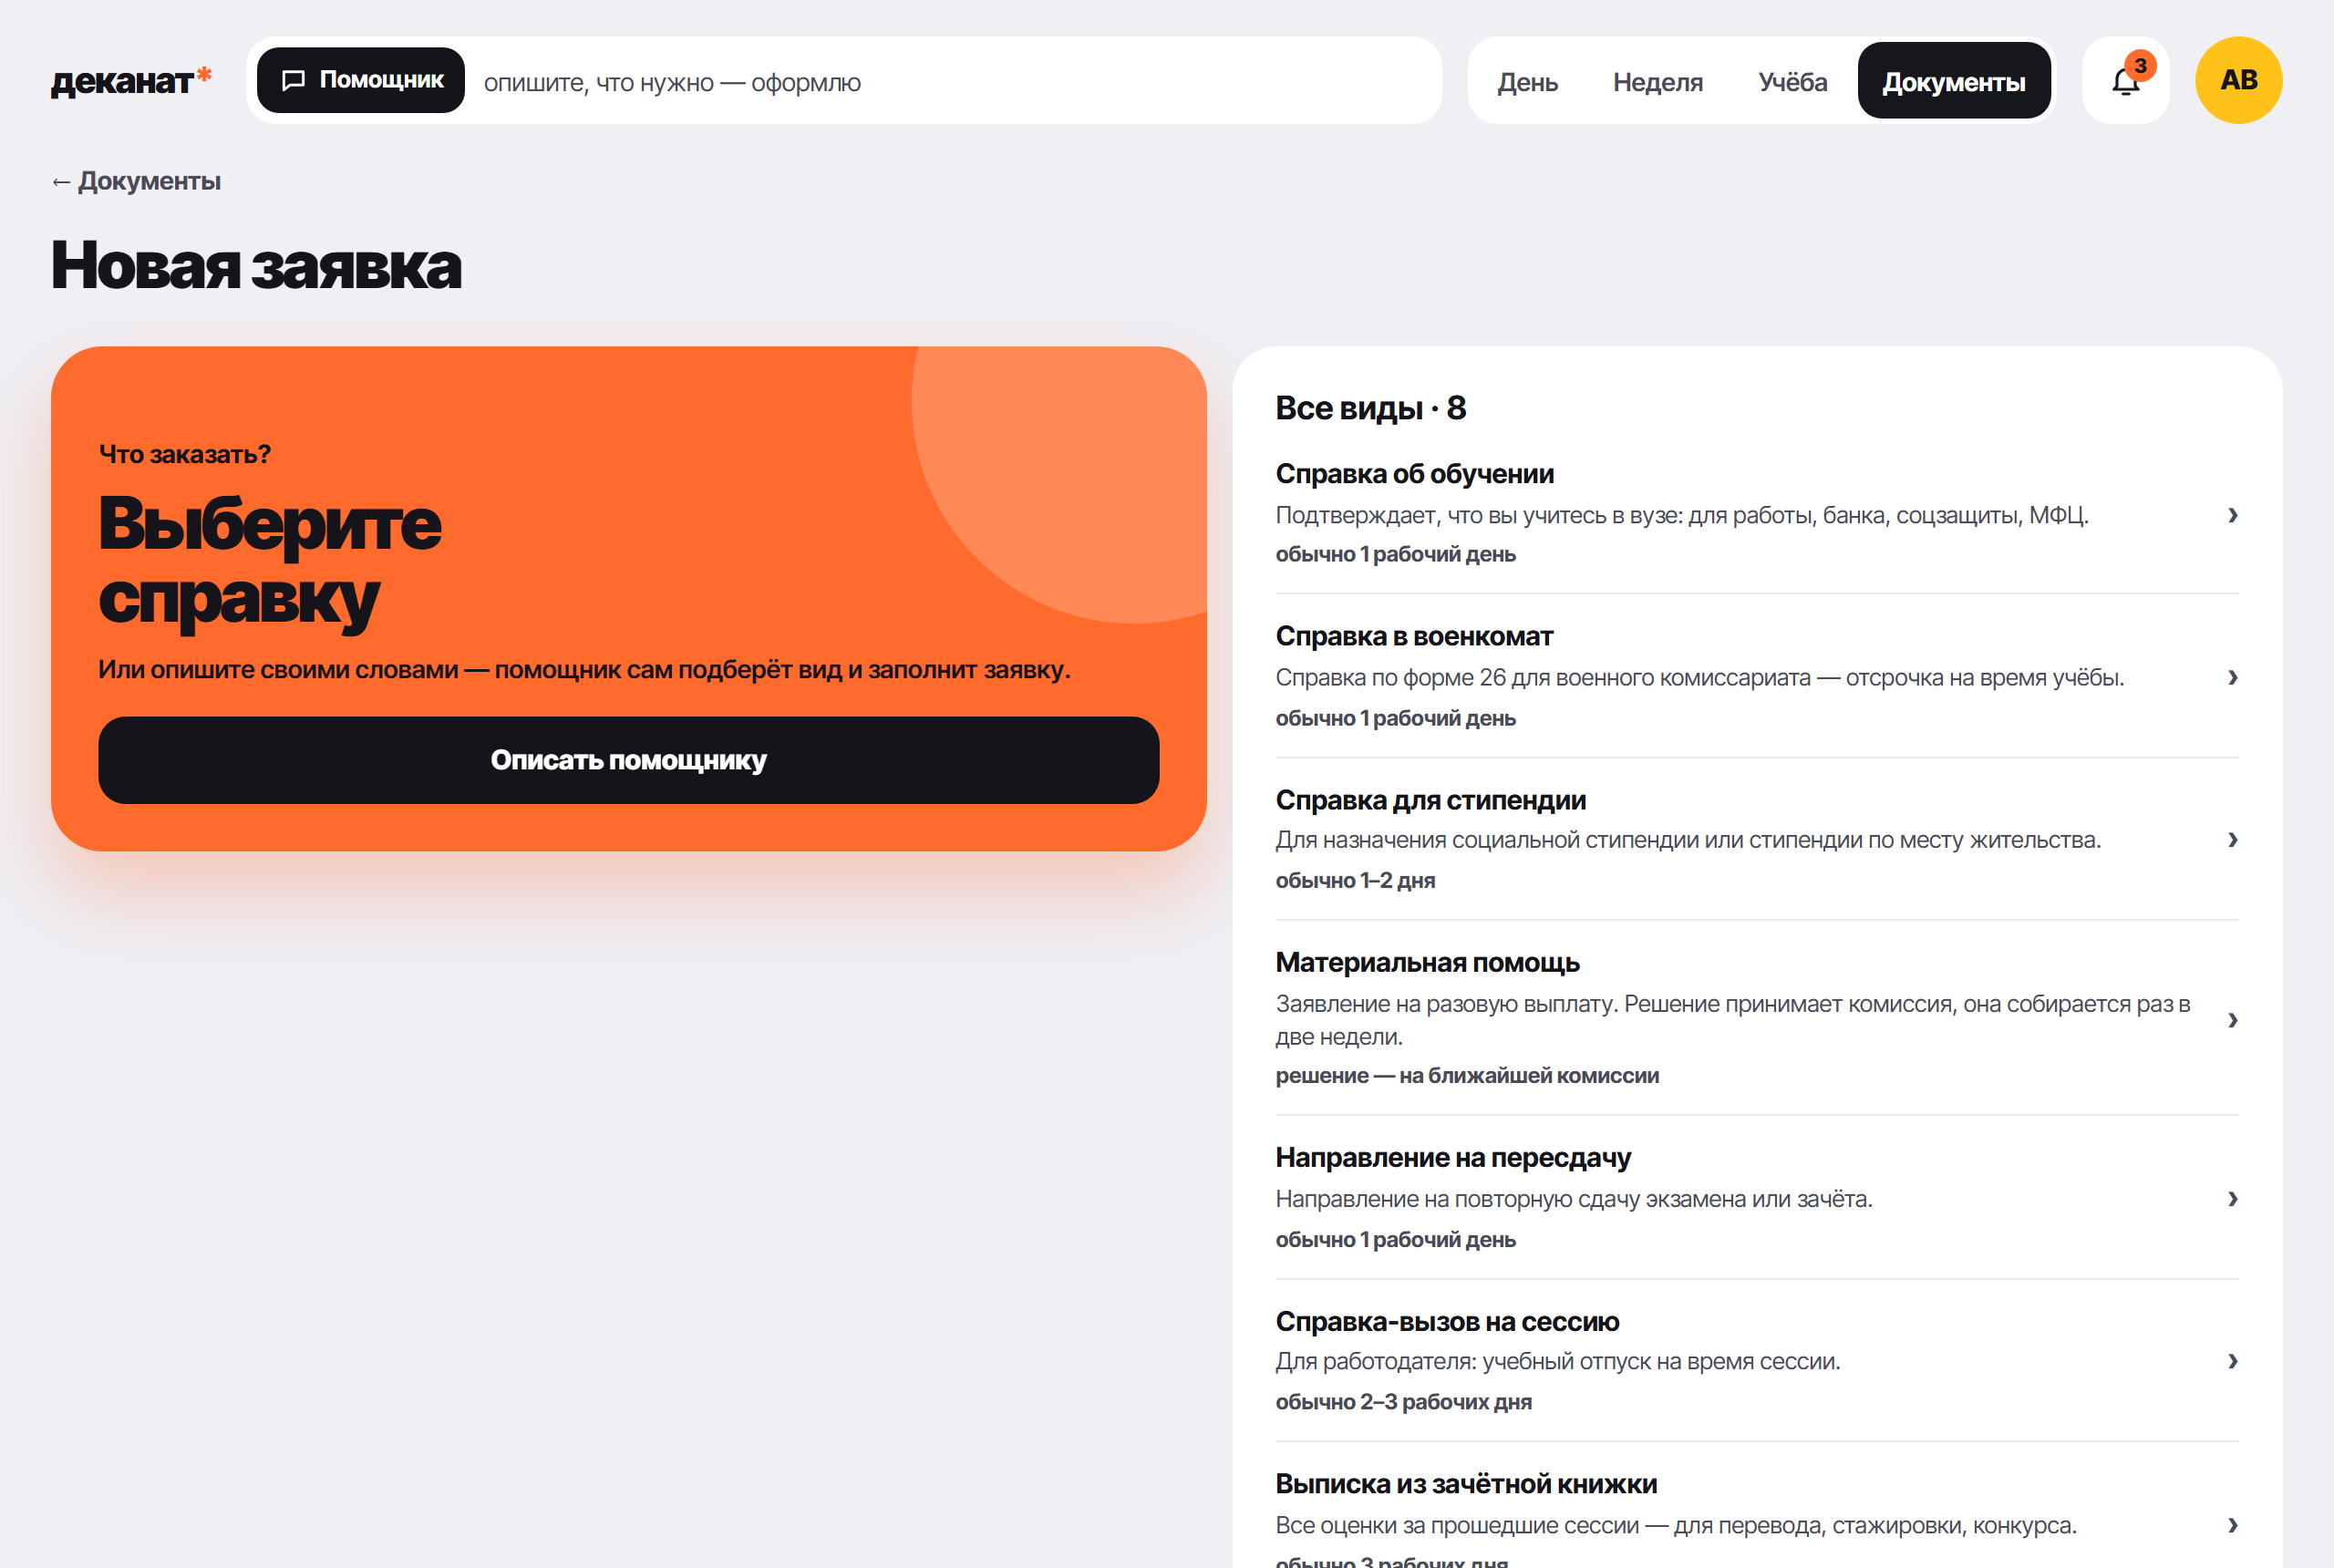 деканат*
Помощник
опишите, что нужно — оформлю
День
Неделя
Учёба
Документы
3
АВ
← Документы
Новая заявка
Что заказать?
Выберите
справку
Или опишите своими словами — помощник сам подберёт вид и заполнит заявку.
Описать помощнику
Все виды · 8
Справка об обучении
Подтверждает, что вы учитесь в вузе: для работы, банка, соцзащиты, МФЦ.
обычно 1 рабочий день
Справка в военкомат
Справка по форме 26 для военного комиссариата — отсрочка на время учёбы.
обычно 1 рабочий день
Справка для стипендии
Для назначения социальной стипендии или стипендии по месту жительства.
обычно 1–2 дня
Материальная помощь
Заявление на разовую выплату. Решение принимает комиссия, она собирается раз в
две недели.
решение — на ближайшей комиссии
Направление на пересдачу
Направление на повторную сдачу экзамена или зачёта.
обычно 1 рабочий день
Справка-вызов на сессию
Для работодателя: учебный отпуск на время сессии.
обычно 2–3 рабочих дня
Выписка из зачётной книжки
Все оценки за прошедшие сессии — для перевода, стажировки, конкурса.
обычно 3 рабочих дня